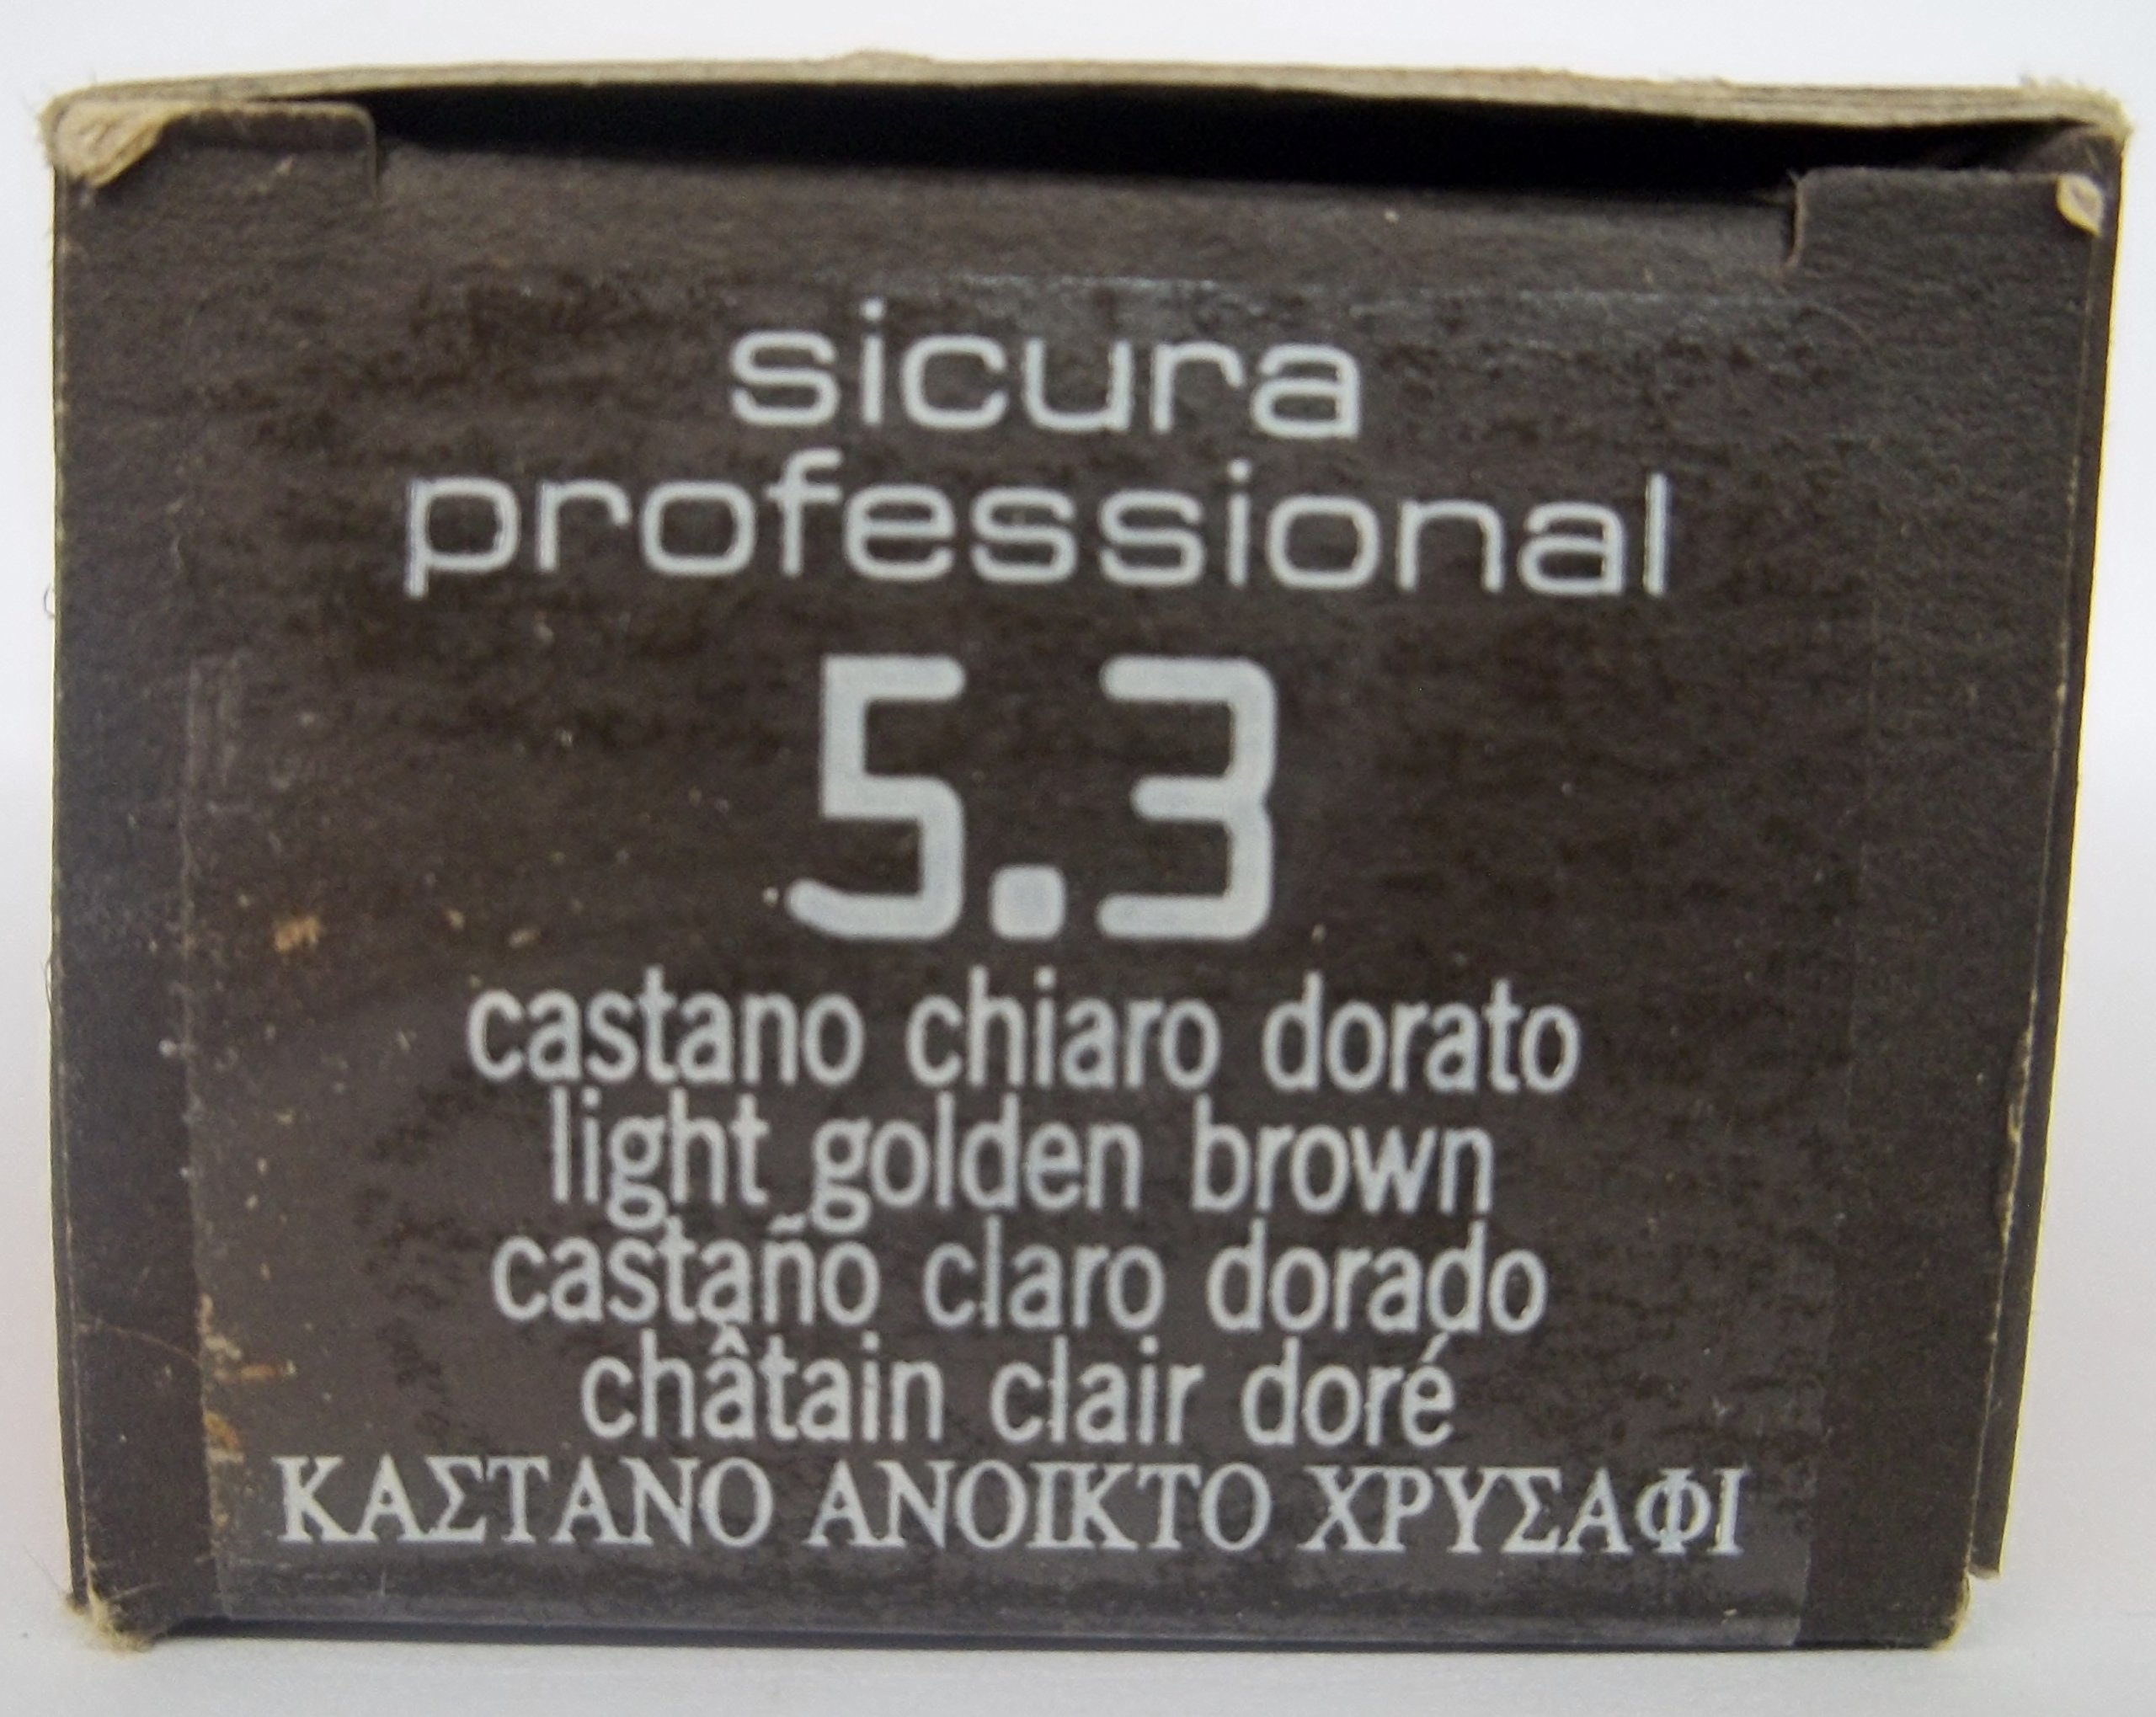 sicura
professional
5.3
castano chiaro dorato
light golden brown
castaño claro dorado
châtain clair doré
ΚΑΣΤΑΝΟ ΑΝΟΙΚΤΟ ΧΡΥΣΑΦΙ